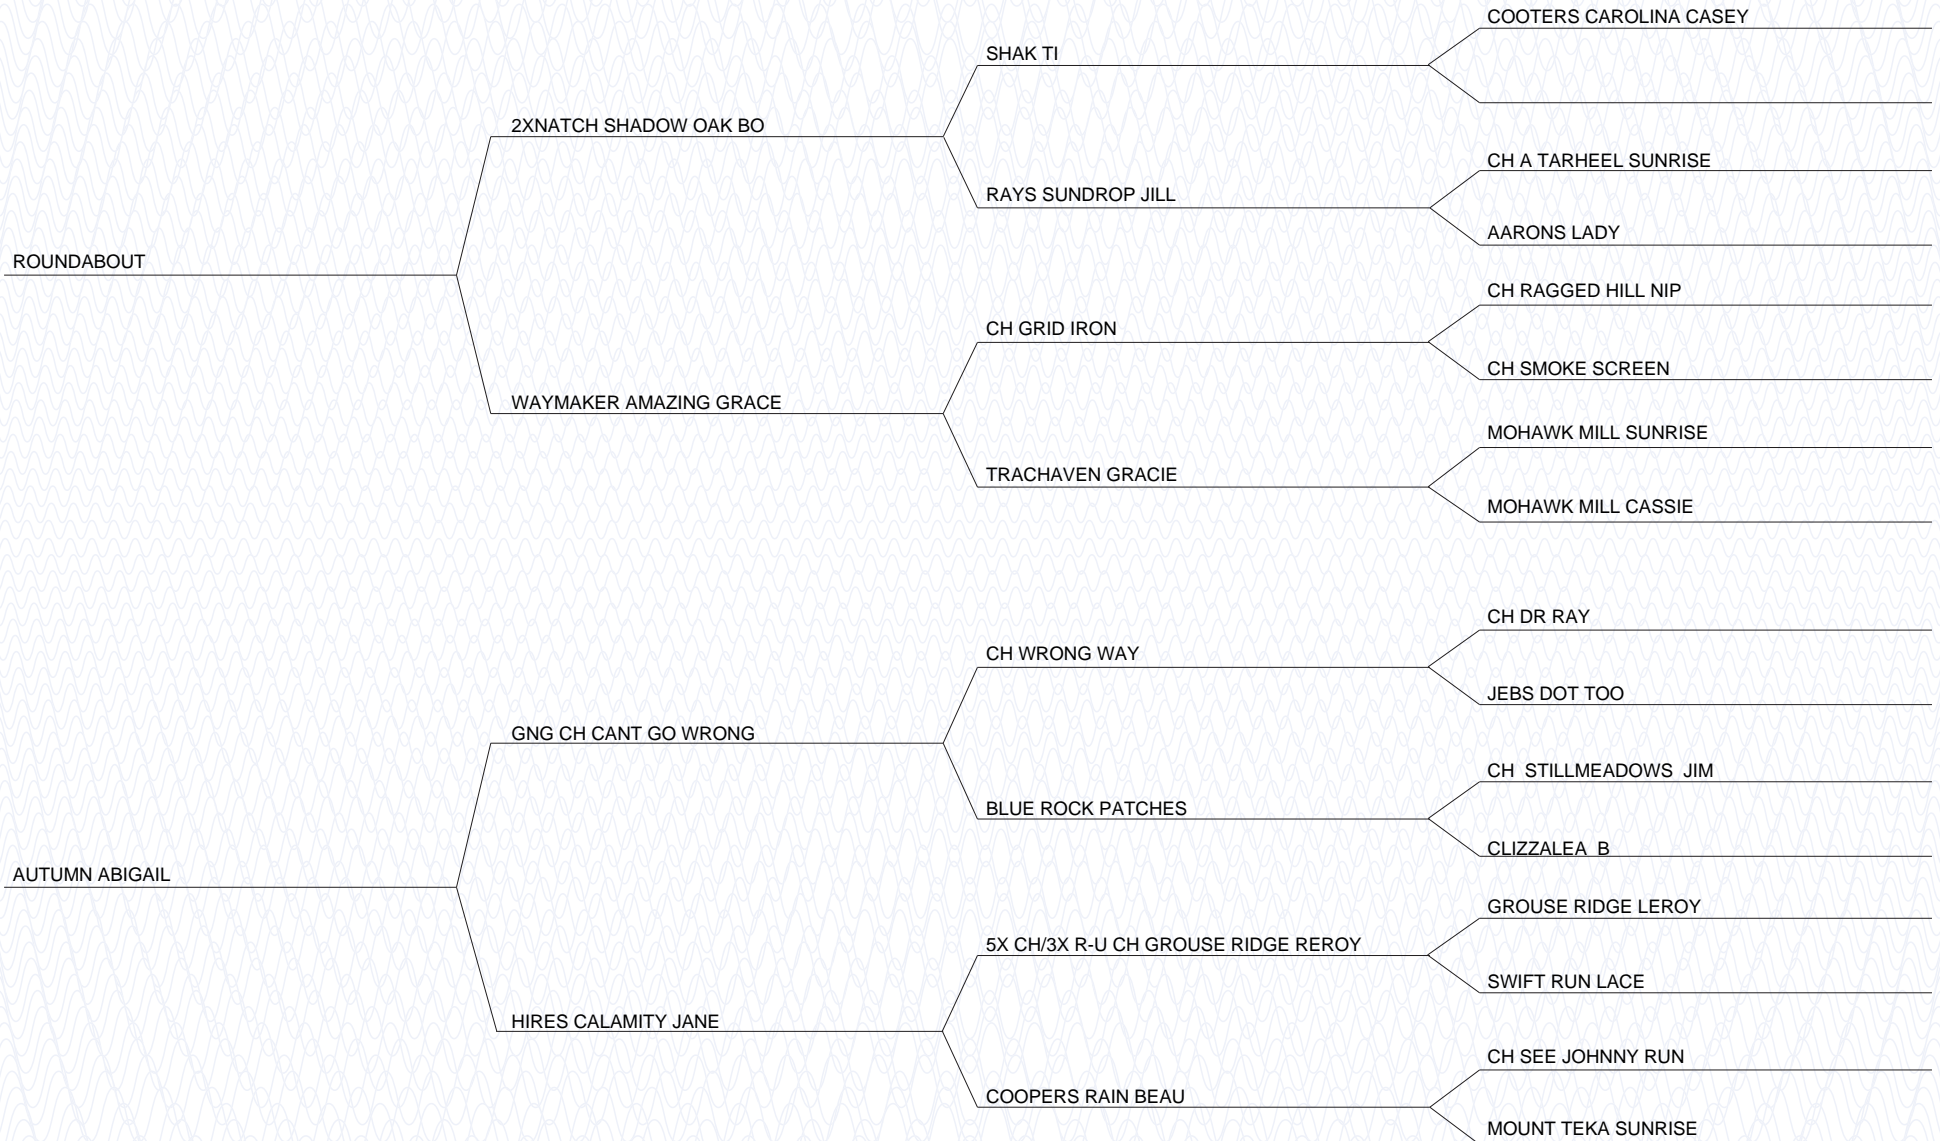 COOTERS CAROLINA CASEY
SHAK TI
2XNATCH SHADOW OAK BO
CH A TARHEEL SUNRISE
RAYS SUNDROP JILL
AARONS LADY
ROUNDABOUT
CH RAGGED HILL NIP
CH GRID IRON
CH SMOKE SCREEN
WAYMAKER AMAZING GRACE
MOHAWK MILL SUNRISE
TRACHAVEN GRACIE
MOHAWK MILL CASSIE
CH DR RAY
CH WRONG WAY
JEBS DOT TOO
GNG CH CANT GO WRONG
CH  STILLMEADOWS  JIM
BLUE ROCK PATCHES
CLIZZALEA  B
AUTUMN ABIGAIL
GROUSE RIDGE LEROY
5X CH/3X R-U CH GROUSE RIDGE REROY
SWIFT RUN LACE
HIRES CALAMITY JANE
CH SEE JOHNNY RUN
COOPERS RAIN BEAU
MOUNT TEKA SUNRISE